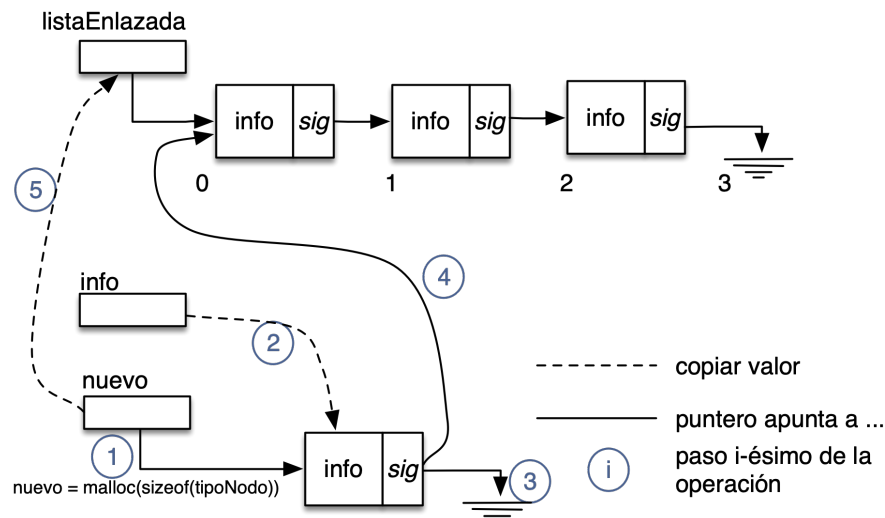 listaEnlazada
info sig
info sig
info sig
0
1
2
3
5
4
info
2
nuevo
1
info sig
3
nuevo = malloc(sizeof(tipoNodo))
copiar valor
puntero apunta a ...
i
paso i-ésimo de la
operación